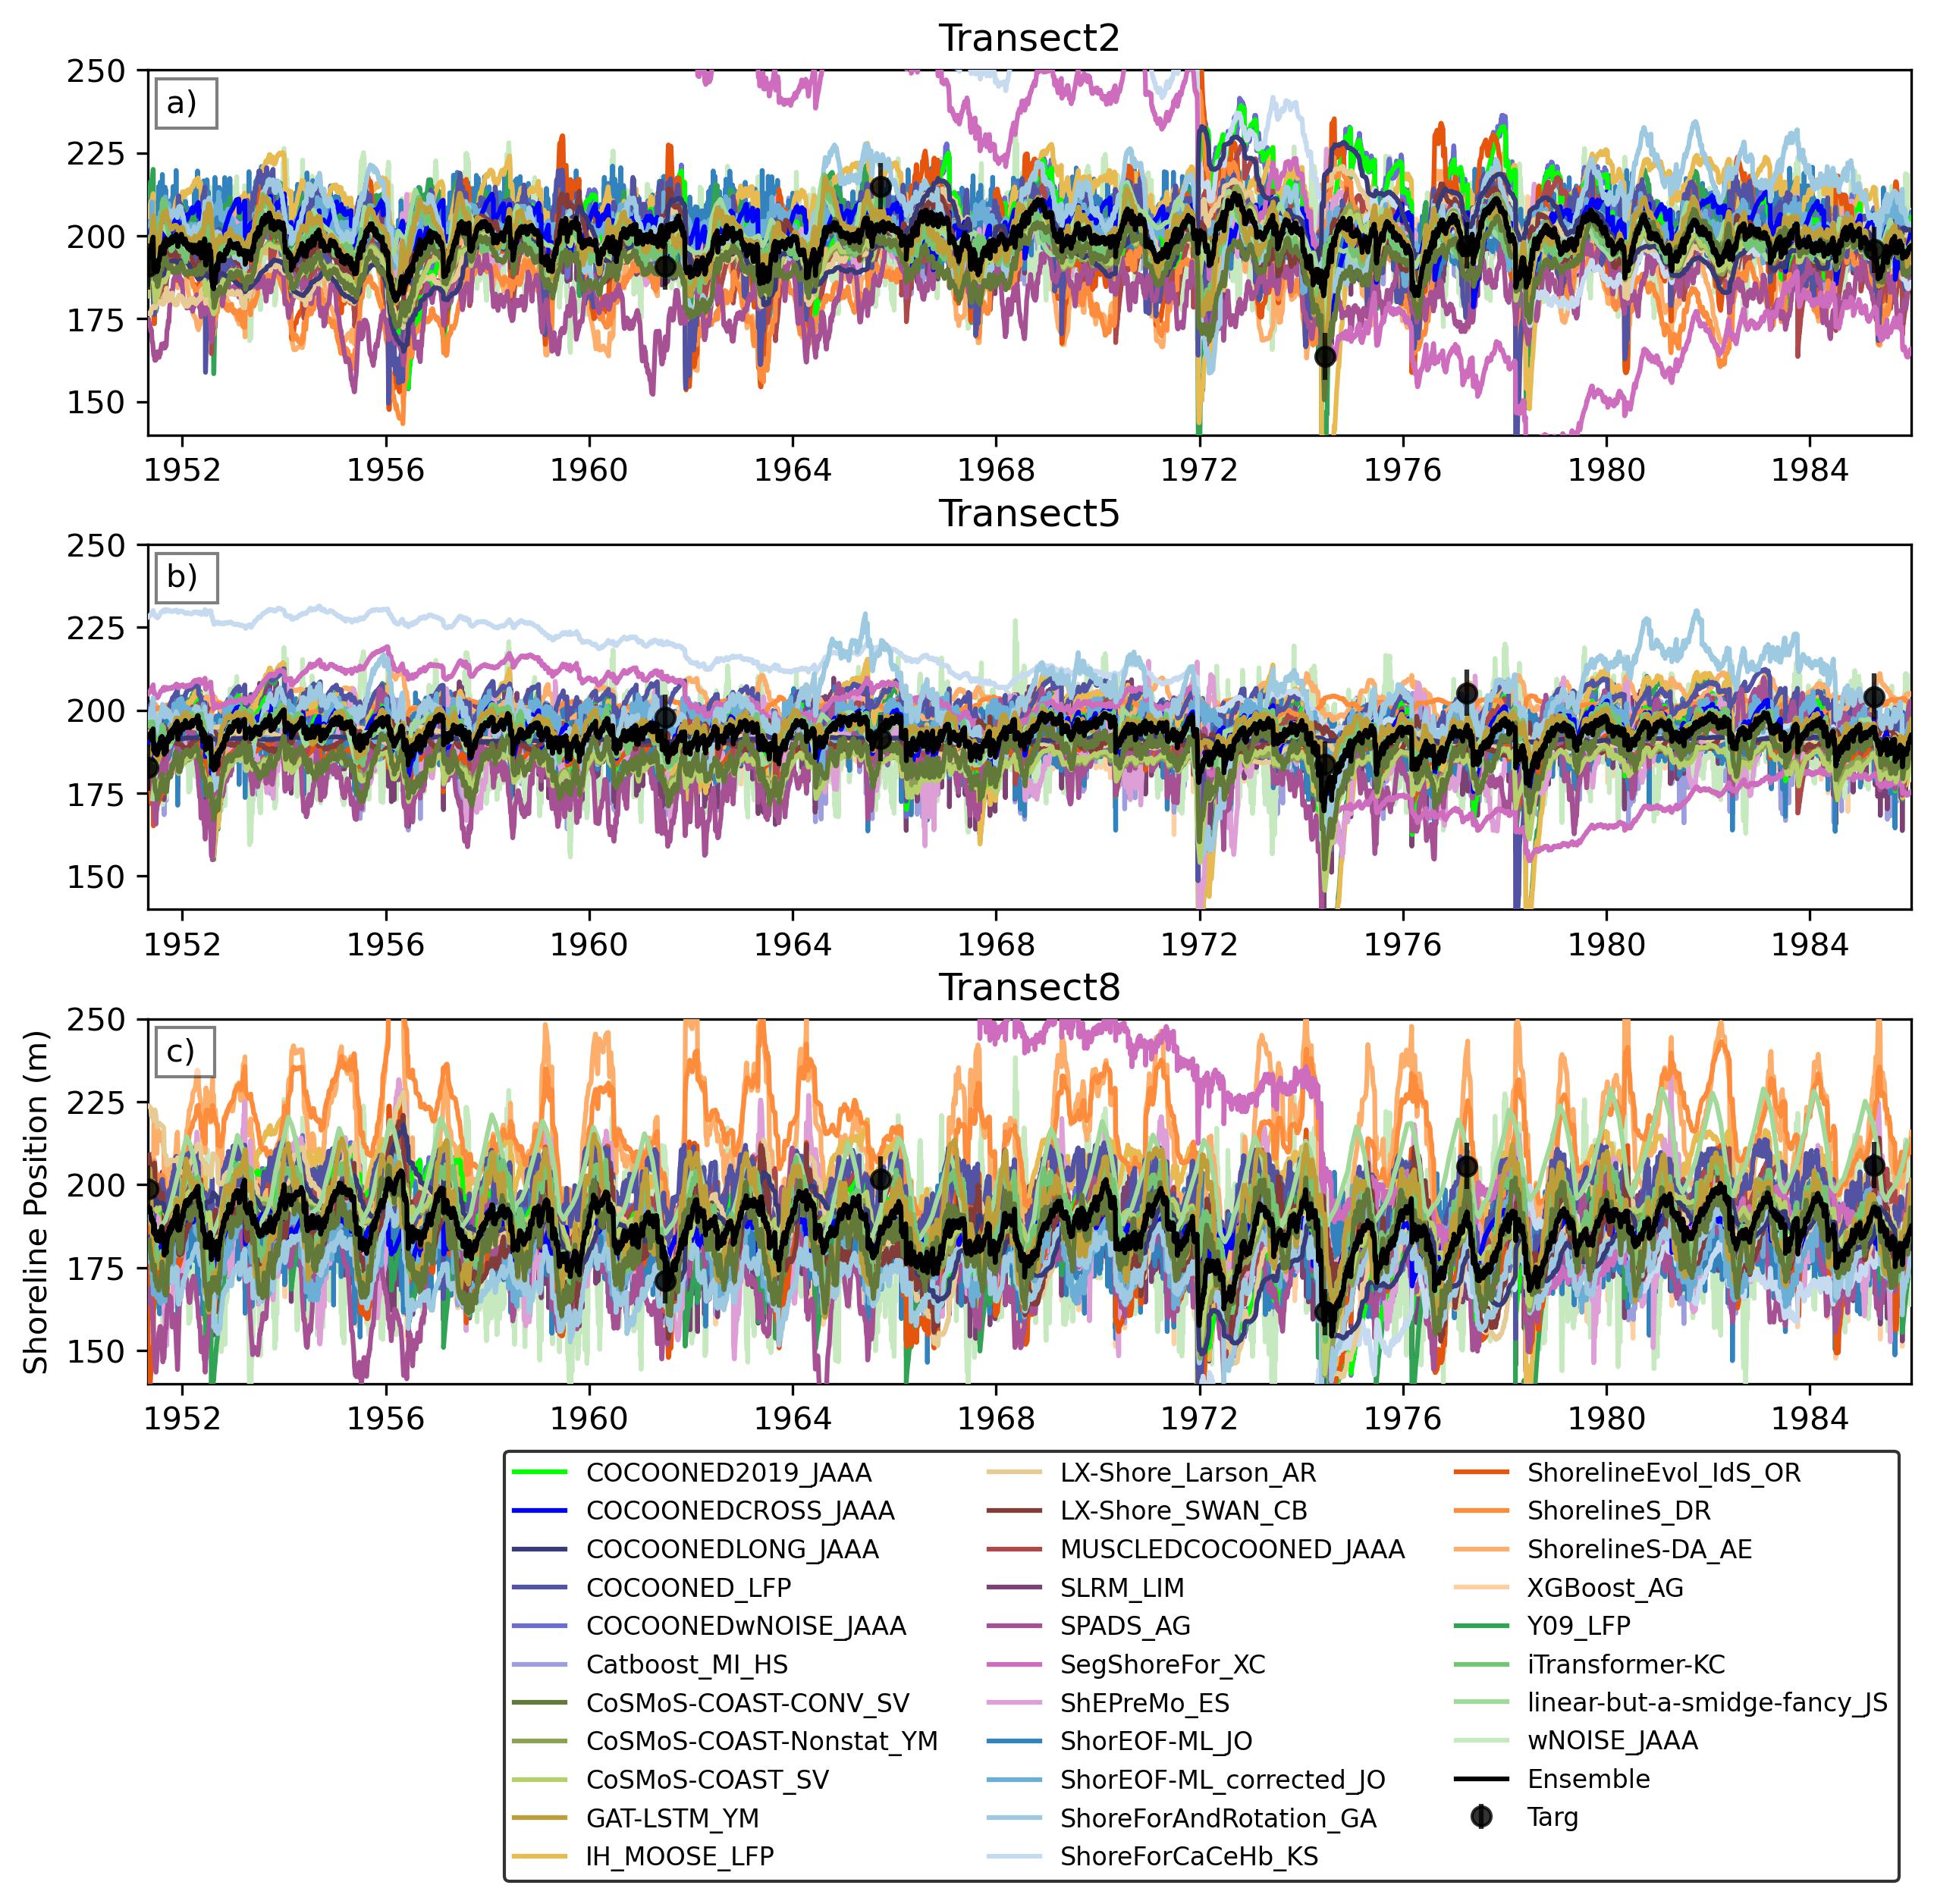 Transect2
a)
250
225
200
175
150
1952 1956 1960 1964 1968 1972 1976 1980 1984
Transect5
b)
250
225
200
175
150
1952 1956 1960 1964 1968 1972 1976 1980 1984
Transect8
c)
Shoreline Position (m)
250
225
200
175
150
1952 1956 1960 1964 1968 1972 1976 1980 1984
COCOONED2019_JAAA
COCOONEDCROSS_JAAA
COCOONEDLONG_JAAA
COCOONED_LFP
COCOONEDwNOISE_JAAA
Catboost_MI_HS
CoSMoS-COAST-CONV_SV
CoSMoS-COAST-Nonstat_YM
CoSMoS-COAST_SV
GAT-LSTM_YM
IH_MOOSE_LFP
LX-Shore_Larson_AR
LX-Shore_SWAN_CB
MUSCLEDCOCOONED_JAAA
SLRM_LIM
SPADS_AG
SegShoreFor_XC
ShEPreMo_ES
ShorEOF-ML_JO
ShorEOF-ML_corrected_JO
ShoreForAndRotation_GA
ShoreForCaCeHb_KS
ShorelineEvol_IdS_OR
ShorelineS_DR
ShorelineS-DA_AE
XGBoost_AG
Y09_LFP
iTransformer-KC
linear-but-a-smidge-fancy_JS
wNOISE_JAAA
Ensemble
Targ